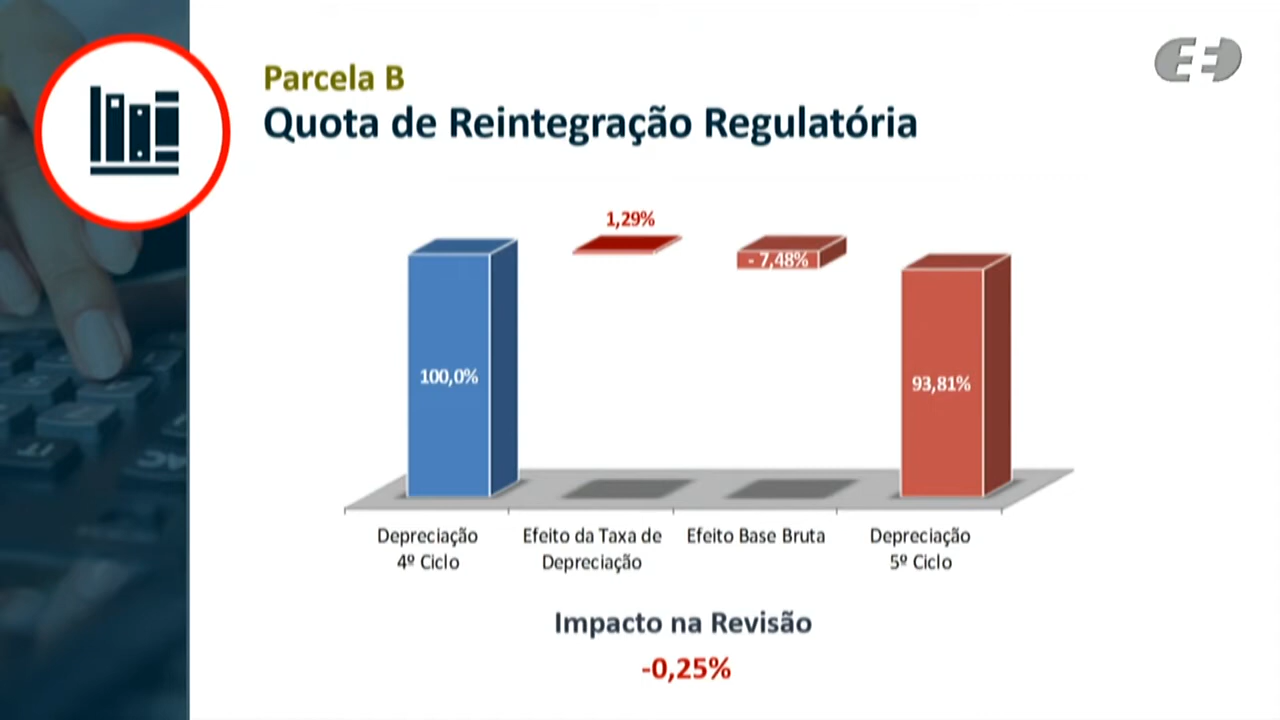 Parcela B
Quota de Reintegração Regulatória
1,29%
- 7,48%
100,0%
93,81%
Depreciação
4º Ciclo
Efeito da Taxa de
Depreciação
Efeito Base Bruta
Depreciação
5º Ciclo
Impacto na Revisão
-0,25%